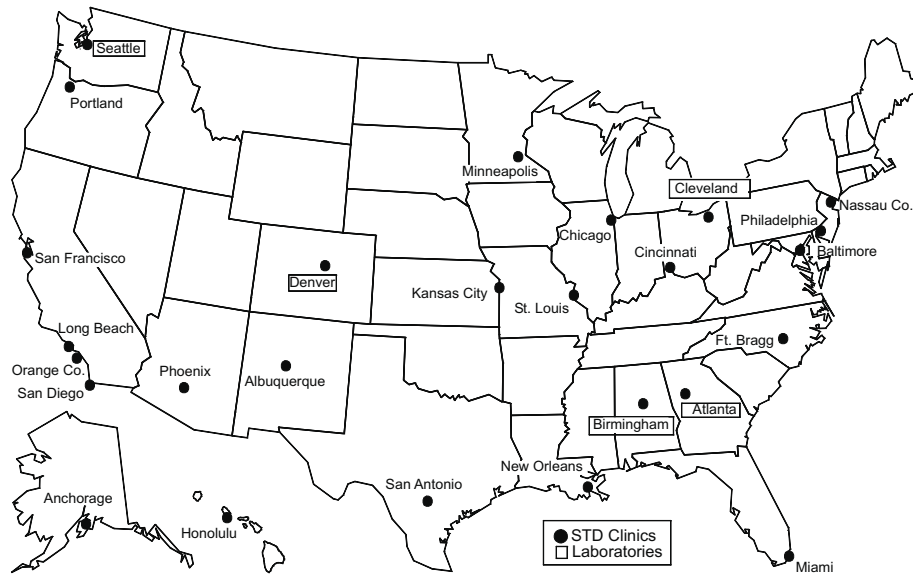 Seattle
Portland
Minneapolis
Cleveland
Nassau Co.
Philadelphia
Chicago
Cincinnati
Baltimore
San Francisco
Denver
Kansas City
St. Louis
Long Beach
Ft. Bragg
Orange Co.
Phoenix
Albuquerque
San Diego
Atlanta
Birmingham
New Orleans
San Antonio
Anchorage
Honolulu
STD Clinics
Laboratories
Miami